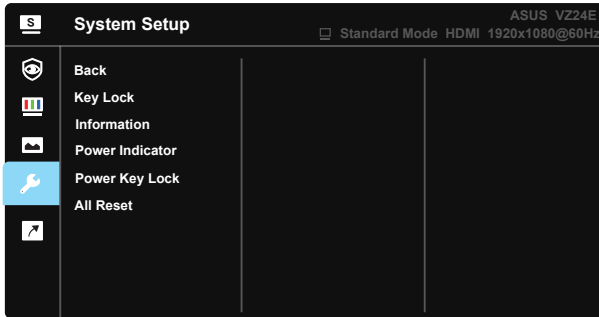 S
System Setup
ASUS VZ24E
Standard Mode HDMI 1920x1080@60Hz
Back
Key Lock
Information
Power Indicator
Power Key Lock
All Reset